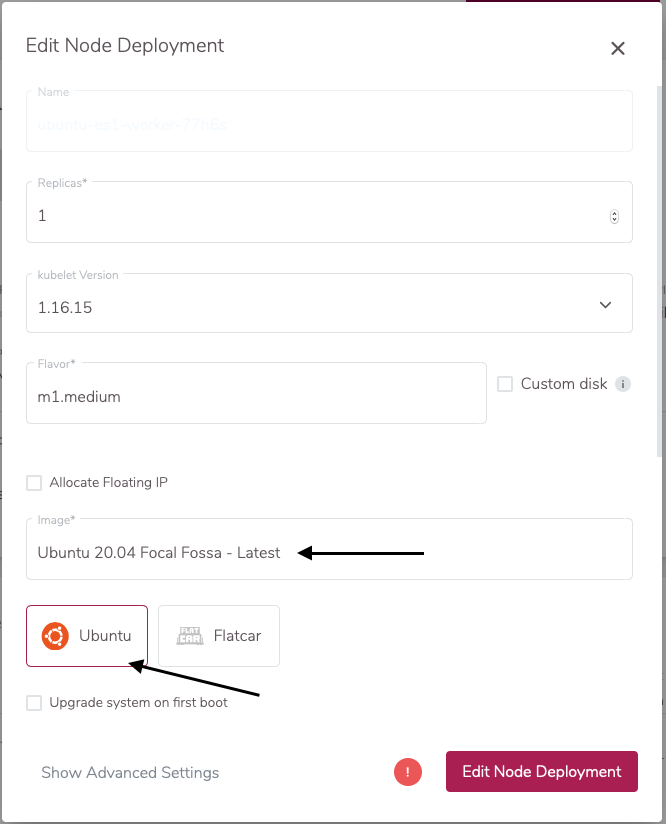 Edit Node Deployment
Name
ubuntu-es1-worker-77h6s
Replicas*
1
kubelet Version
1.16.15
Flavor*
m1.medium
Custom disk
i
Allocate Floating IP
Image*
Ubuntu 20.04 Focal Fossa - Latest
Ubuntu
FLAT CAR
Flatcar
Upgrade system on first boot
Show Advanced Settings
!
Edit Node Deployment